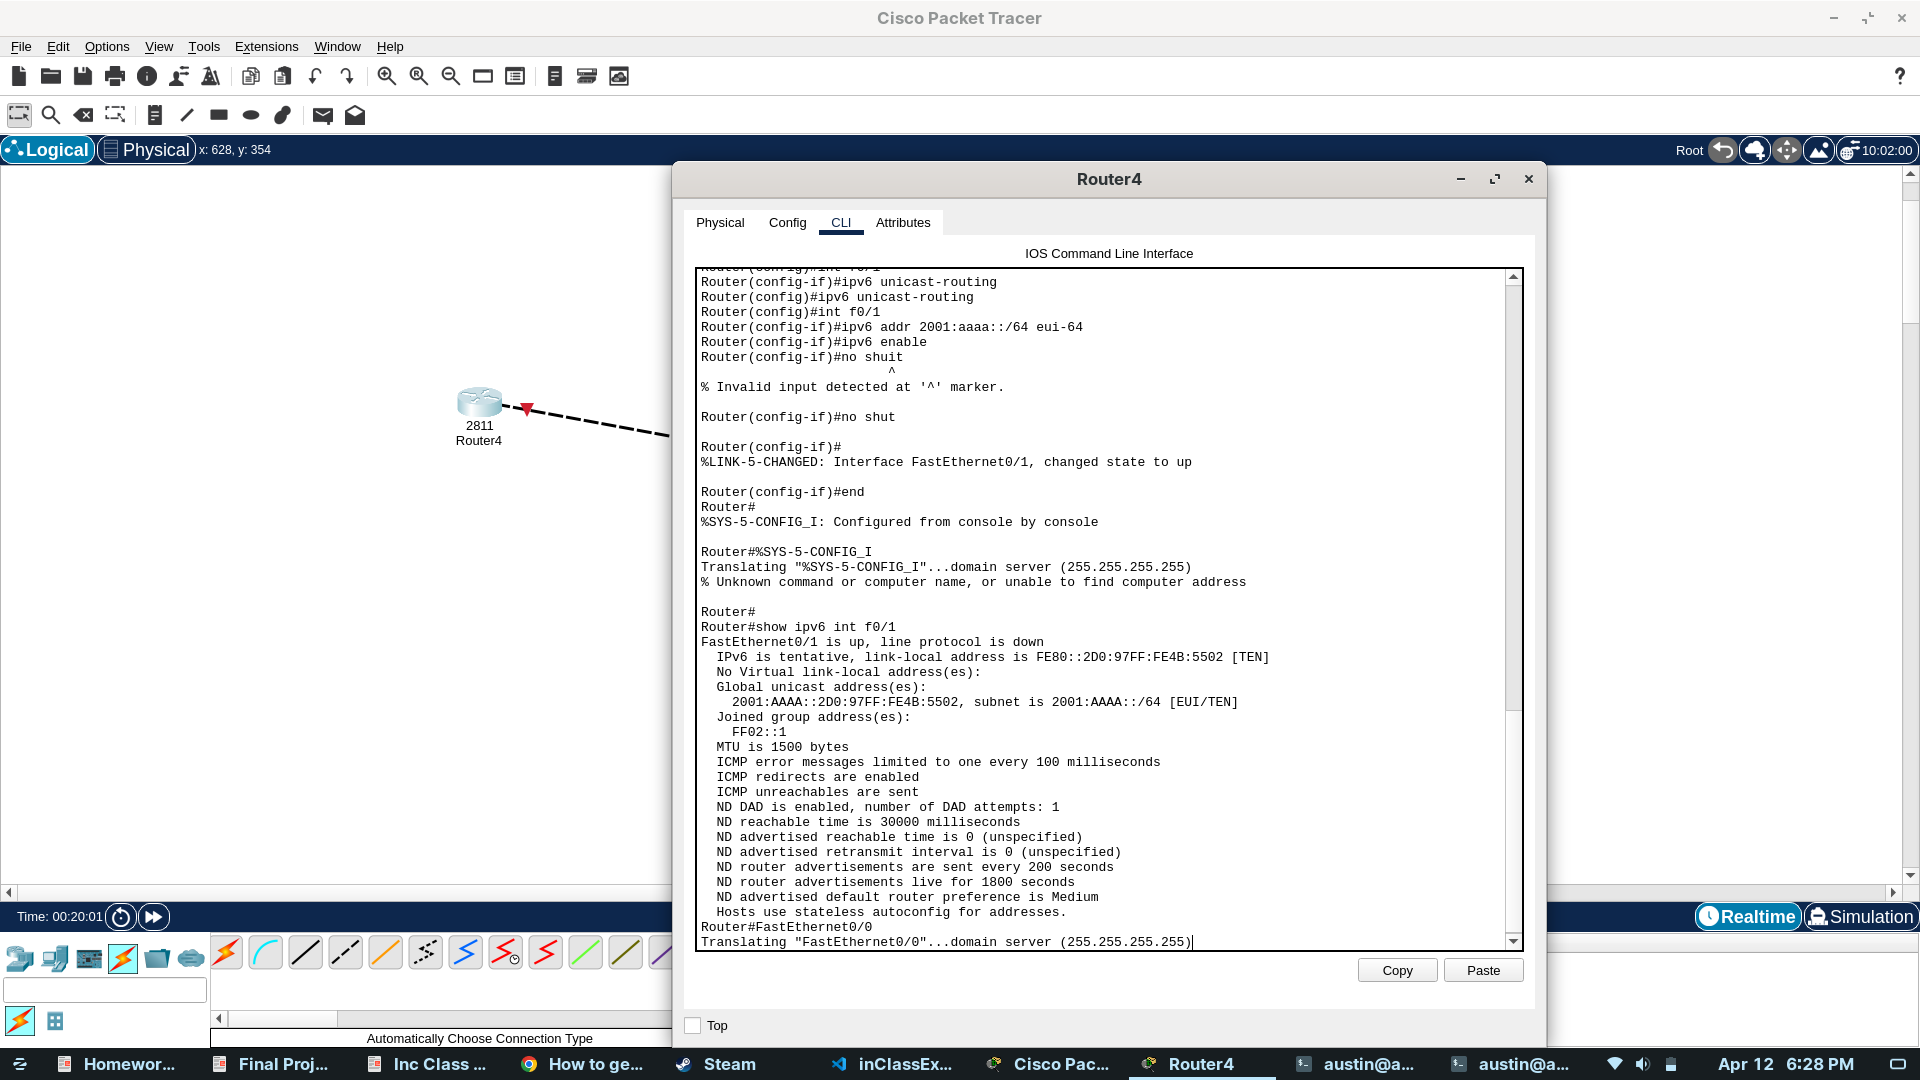 Cisco Packet Tracer
File Edit Options View Tools Extensions Window Help
Logical Physical x: 628, y: 354 Root 10:02:00
2811
Router4
Router4
Physical Config CLI Attributes
IOS Command Line Interface
Router(config)#int f0/1
Router(config-if)#ipv6 unicast-routing
Router(config)#ipv6 unicast-routing
Router(config)#int f0/1
Router(config-if)#ipv6 addr 2001:aaaa::/64 eui-64
Router(config-if)#ipv6 enable
Router(config-if)#no shuit
^
% Invalid input detected at '^' marker.
Router(config-if)#no shut
Router(config-if)#
%LINK-5-CHANGED: Interface FastEthernet0/1, changed state to up
Router(config-if)#end
Router#
%SYS-5-CONFIG_I: Configured from console by console
Router#%SYS-5-CONFIG_I
Translating "%SYS-5-CONFIG_I"...domain server (255.255.255.255)
% Unknown command or computer name, or unable to find computer address
Router#
Router#show ipv6 int f0/1
FastEthernet0/1 is up, line protocol is down
IPv6 is tentative, link-local address is FE80::2D0:97FF:FE4B:5502 [TEN]
No Virtual link-local address(es):
Global unicast address(es):
2001:AAAA::2D0:97FF:FE4B:5502, subnet is 2001:AAAA::/64 [EUI/TEN]
Joined group address(es):
FF02::1
MTU is 1500 bytes
ICMP error messages limited to one every 100 milliseconds
ICMP redirects are enabled
ICMP unreachables are sent
ND DAD is enabled, number of DAD attempts: 1
ND reachable time is 30000 milliseconds
ND advertised reachable time is 0 (unspecified)
ND advertised retransmit interval is 0 (unspecified)
ND router advertisements are sent every 200 seconds
ND router advertisements live for 1800 seconds
ND advertised default router preference is Medium
Hosts use stateless autoconfig for addresses.
Router#FastEthernet0/0
Translating "FastEthernet0/0"...domain server (255.255.255.255)
Copy Paste
Top
Time: 00:20:01 Realtime Simulation
Automatically Choose Connection Type
Homewor... Final Proj... Inc Class ... How to ge... Steam inClassEx... Cisco Pac... Router4 austin@a... austin@a... Apr 12 6:28 PM